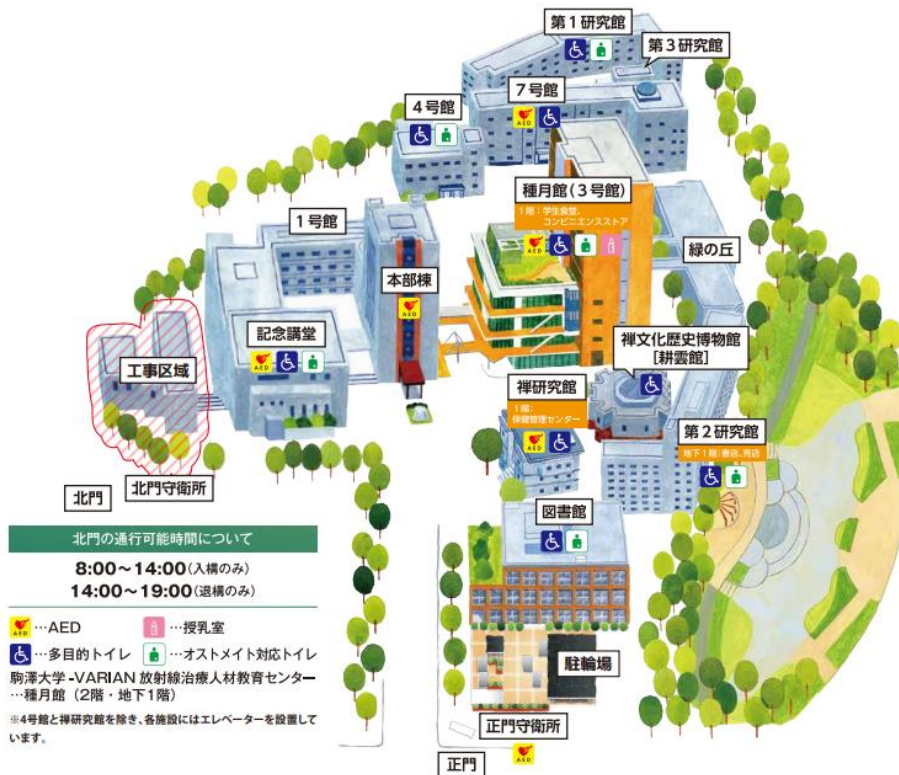 第1研究館
第3研究館
7号館
AED
4号館
種月館(3号館)
1階：学生食堂、
コンビニエンスストア
AED
1号館
緑の丘
本部棟
AED
禅文化歴史博物館
[耕雲館]
記念講堂
AED
工事区域
禅研究館
1階：
保健管理センター
AED
第2研究館
地下1階：書店、売店
北門
北門守衛所
図書館
北門の通行可能時間について
8:00～14:00(入構のみ)
14:00～19:00(退構のみ)
AED…AED
…授乳室
…多目的トイレ
…オストメイト対応トイレ
駒澤大学-VARIAN 放射線治療人材教育センター
…種月館（2階・地下1階）
※4号館と禅研究館を除き、各施設にはエレベーターを設置して
います。
駐輪場
正門守衛所
AED
正門